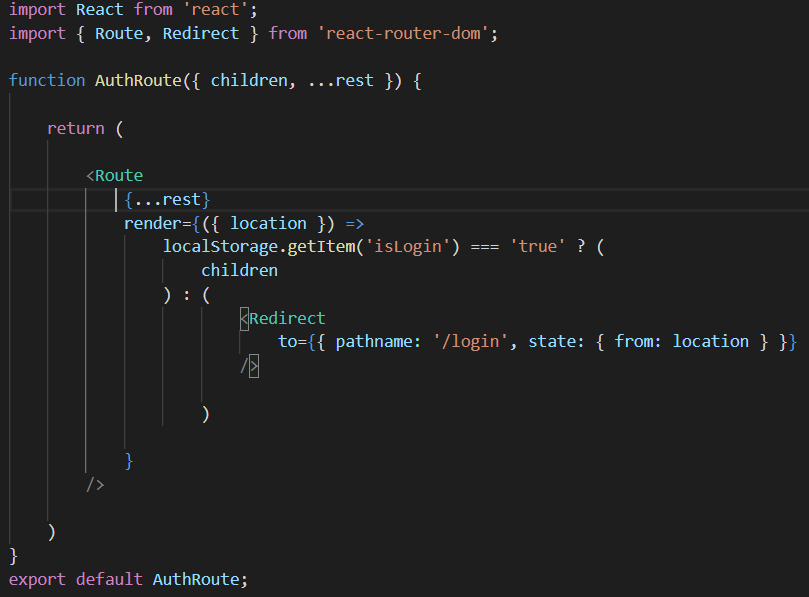 import React from 'react';
import { Route, Redirect } from 'react-router-dom';
function AuthRoute({ children, ...rest }) {
return (
<Route
{...rest}
render={({ location }) =>
localStorage.getItem('isLogin') === 'true' ? (
children
) : (
<Redirect
to={{ pathname: '/login', state: { from: location } }}
/>
)
}
/>
)
}
export default AuthRoute;